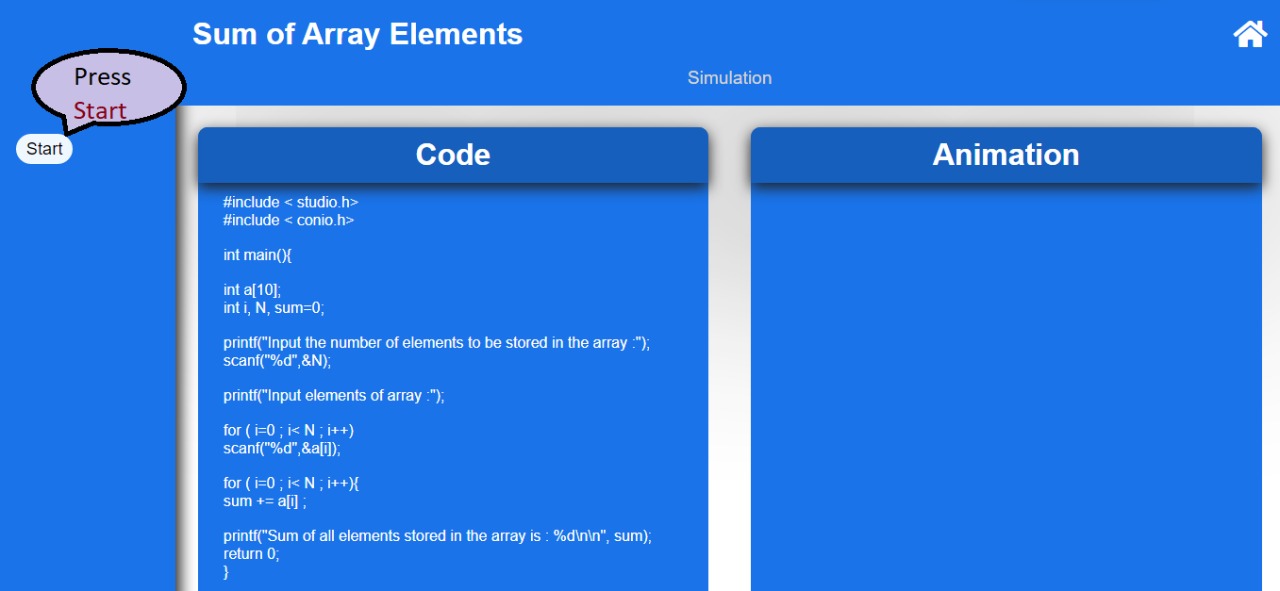 Sum of Array Elements
Simulation
Press
Start
Start
Code
#include < studio.h>
#include < conio.h>
int main(){
int a[10];
int i, N, sum=0;
printf("Input the number of elements to be stored in the array :");
scanf("%d",&N);
printf("Input elements of array :");
for ( i=0 ; i< N ; i++)
scanf("%d",&a[i]);
for ( i=0 ; i< N ; i++){
sum += a[i] ;
printf("Sum of all elements stored in the array is : %d\n\n", sum);
return 0;
}
Animation